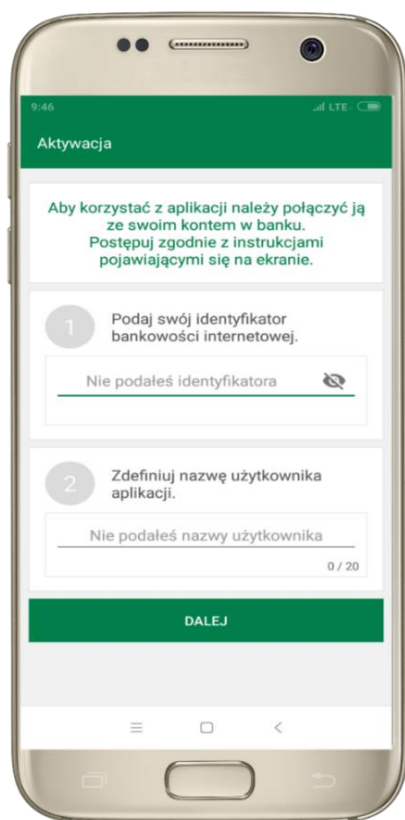 9:46
LTE
Aktywacja
Aby korzystać z aplikacji należy połączyć ją
ze swoim kontem w banku.
Postępuj zgodnie z instrukcjami
pojawiającymi się na ekranie.
1
Podaj swój identyfikator
bankowości internetowej.
Nie podałeś identyfikatora
2
Zdefiniuj nazwę użytkownika
aplikacji.
Nie podałeś nazwy użytkownika
0 / 20
DALEJ